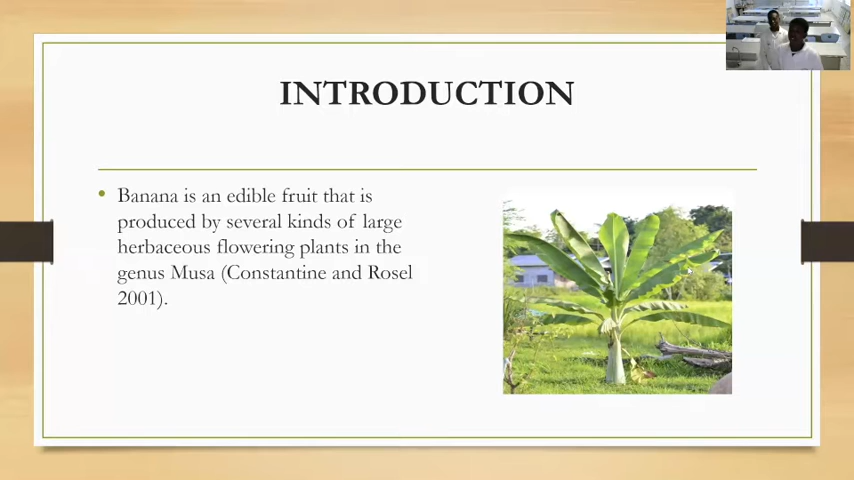 INTRODUCTION
• Banana is an edible fruit that is
produced by several kinds of large
herbaceous flowering plants in the
genus Musa (Constantine and Rosel
2001).